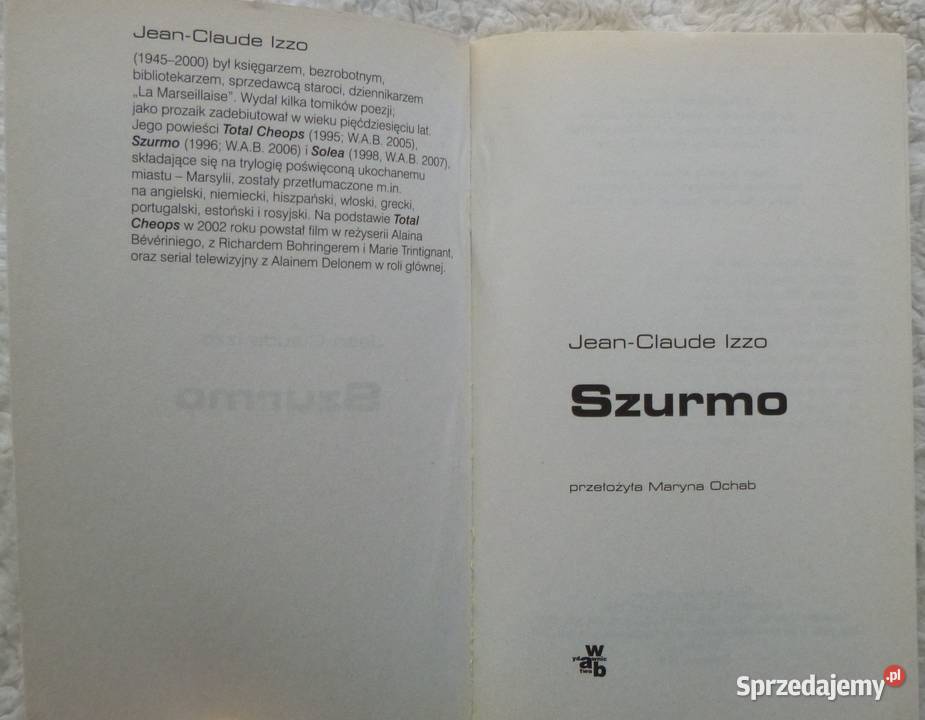 Jean-Claude Izzo
(1945–2000) był księgarzem, bezrobotnym,
bibliotekarzem, sprzedawcą staroci, dziennikarzem
„La Marseillaise". Wydał kilka tomików poezji;
jako prozaik zadebiutował w wieku pięćdziesięciu lat.
Jego powieści Total Cheops (1995; W.A.B. 2005),
Szurmo (1996; W.A.B. 2006) i Solea (1998, W.A.B. 2007),
składające się na trylogię poświęconą ukochanemu
miastu – Marsylii, zostały przetłumaczone m.in.
na angielski, niemiecki, hiszpański, włoski, grecki,
portugalski, estoński i rosyjski. Na podstawie Total
Cheops w 2002 roku powstał film w reżyserii Alaina
Bévériniego, z Richardem Bohringerem i Marie Trintignant,
oraz serial telewizyjny z Alainem Delonem w roli głównej.
Jean-Claude Izzo
Szurmo
przełożyła Maryna Ochab
w
ydawnic
twa b
Sprzedajemy.pl